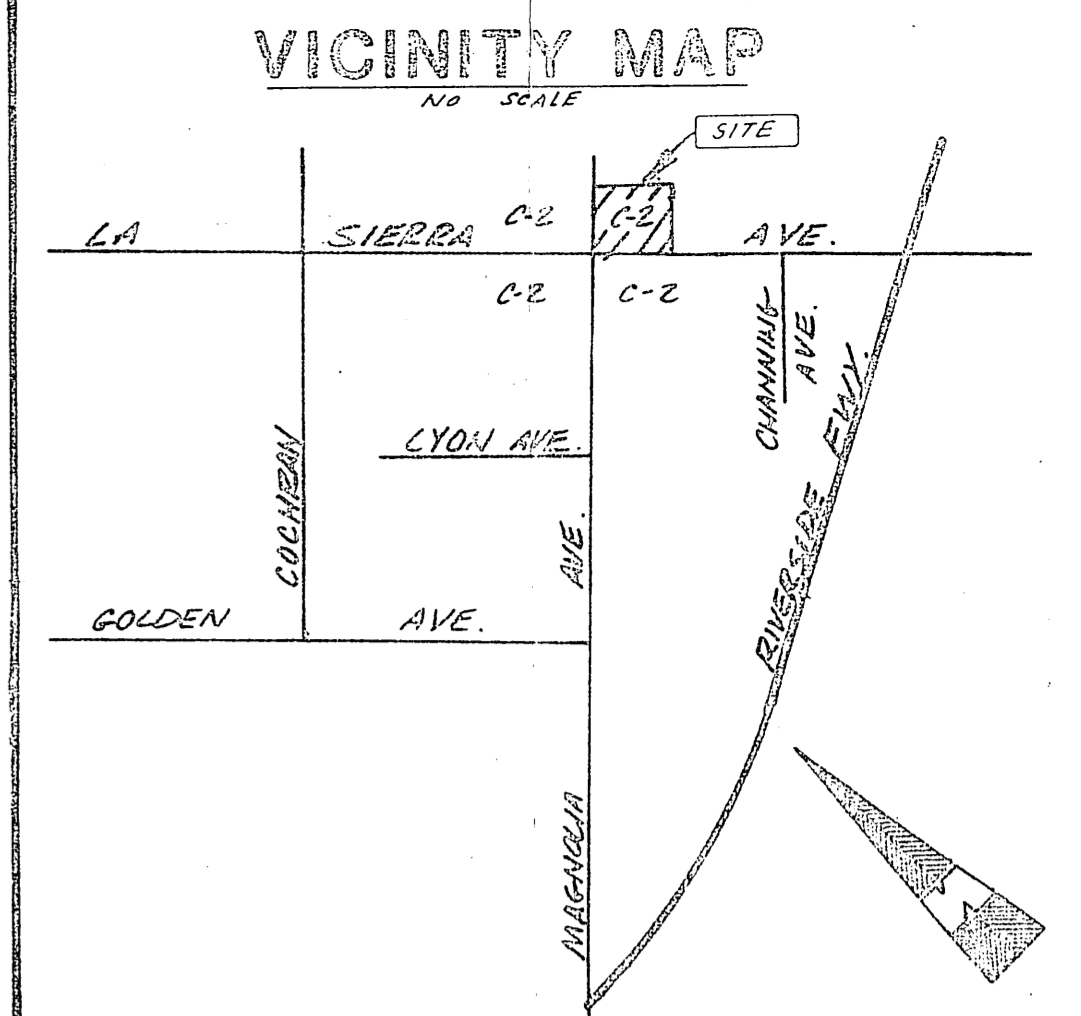 VICINITY MAP
NO SCALE
SITE
C-2
C-2
LA SIERRA AVE.
C-2
C-2
CHANNING
AVE.
LYON AVE.
COCHRAN
AVE.
RIVERSIDE FWY.
GOLDEN AVE.
MAGNOLIA